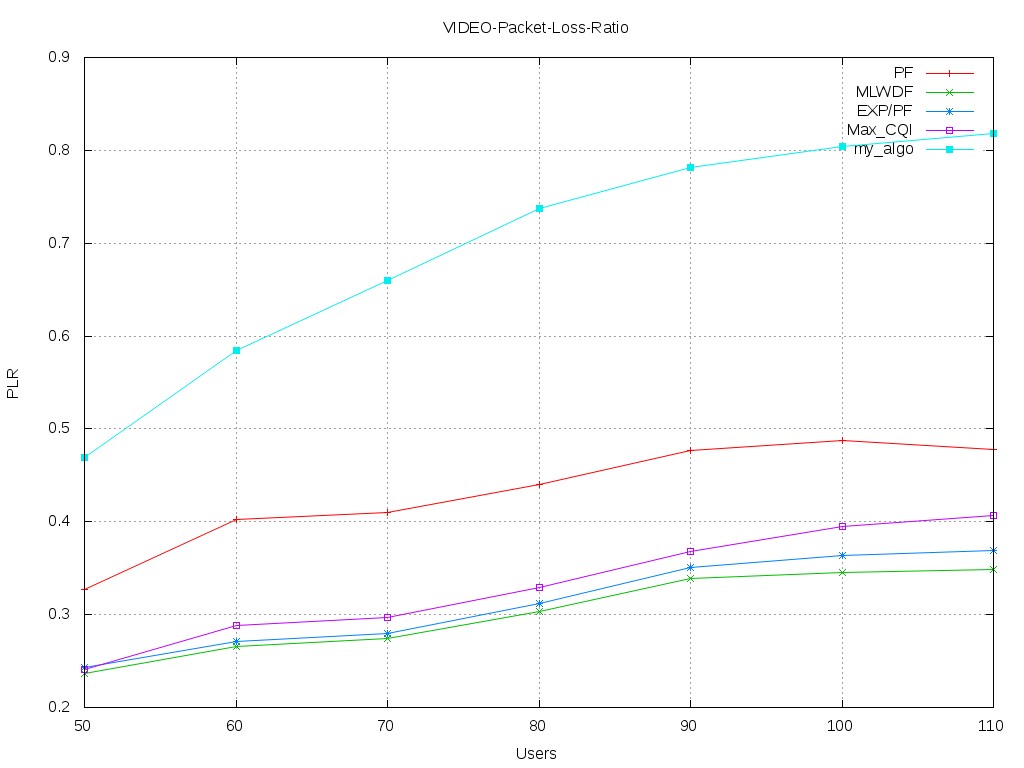 VIDEO-Packet-Loss-Ratio
0.9
0.8
0.7
0.6
0.5
0.4
0.3
0.2
PLR
PF
MLWDF
EXP/PF
Max_CQI
my_algo
50 60 70 80 90 100 110
Users